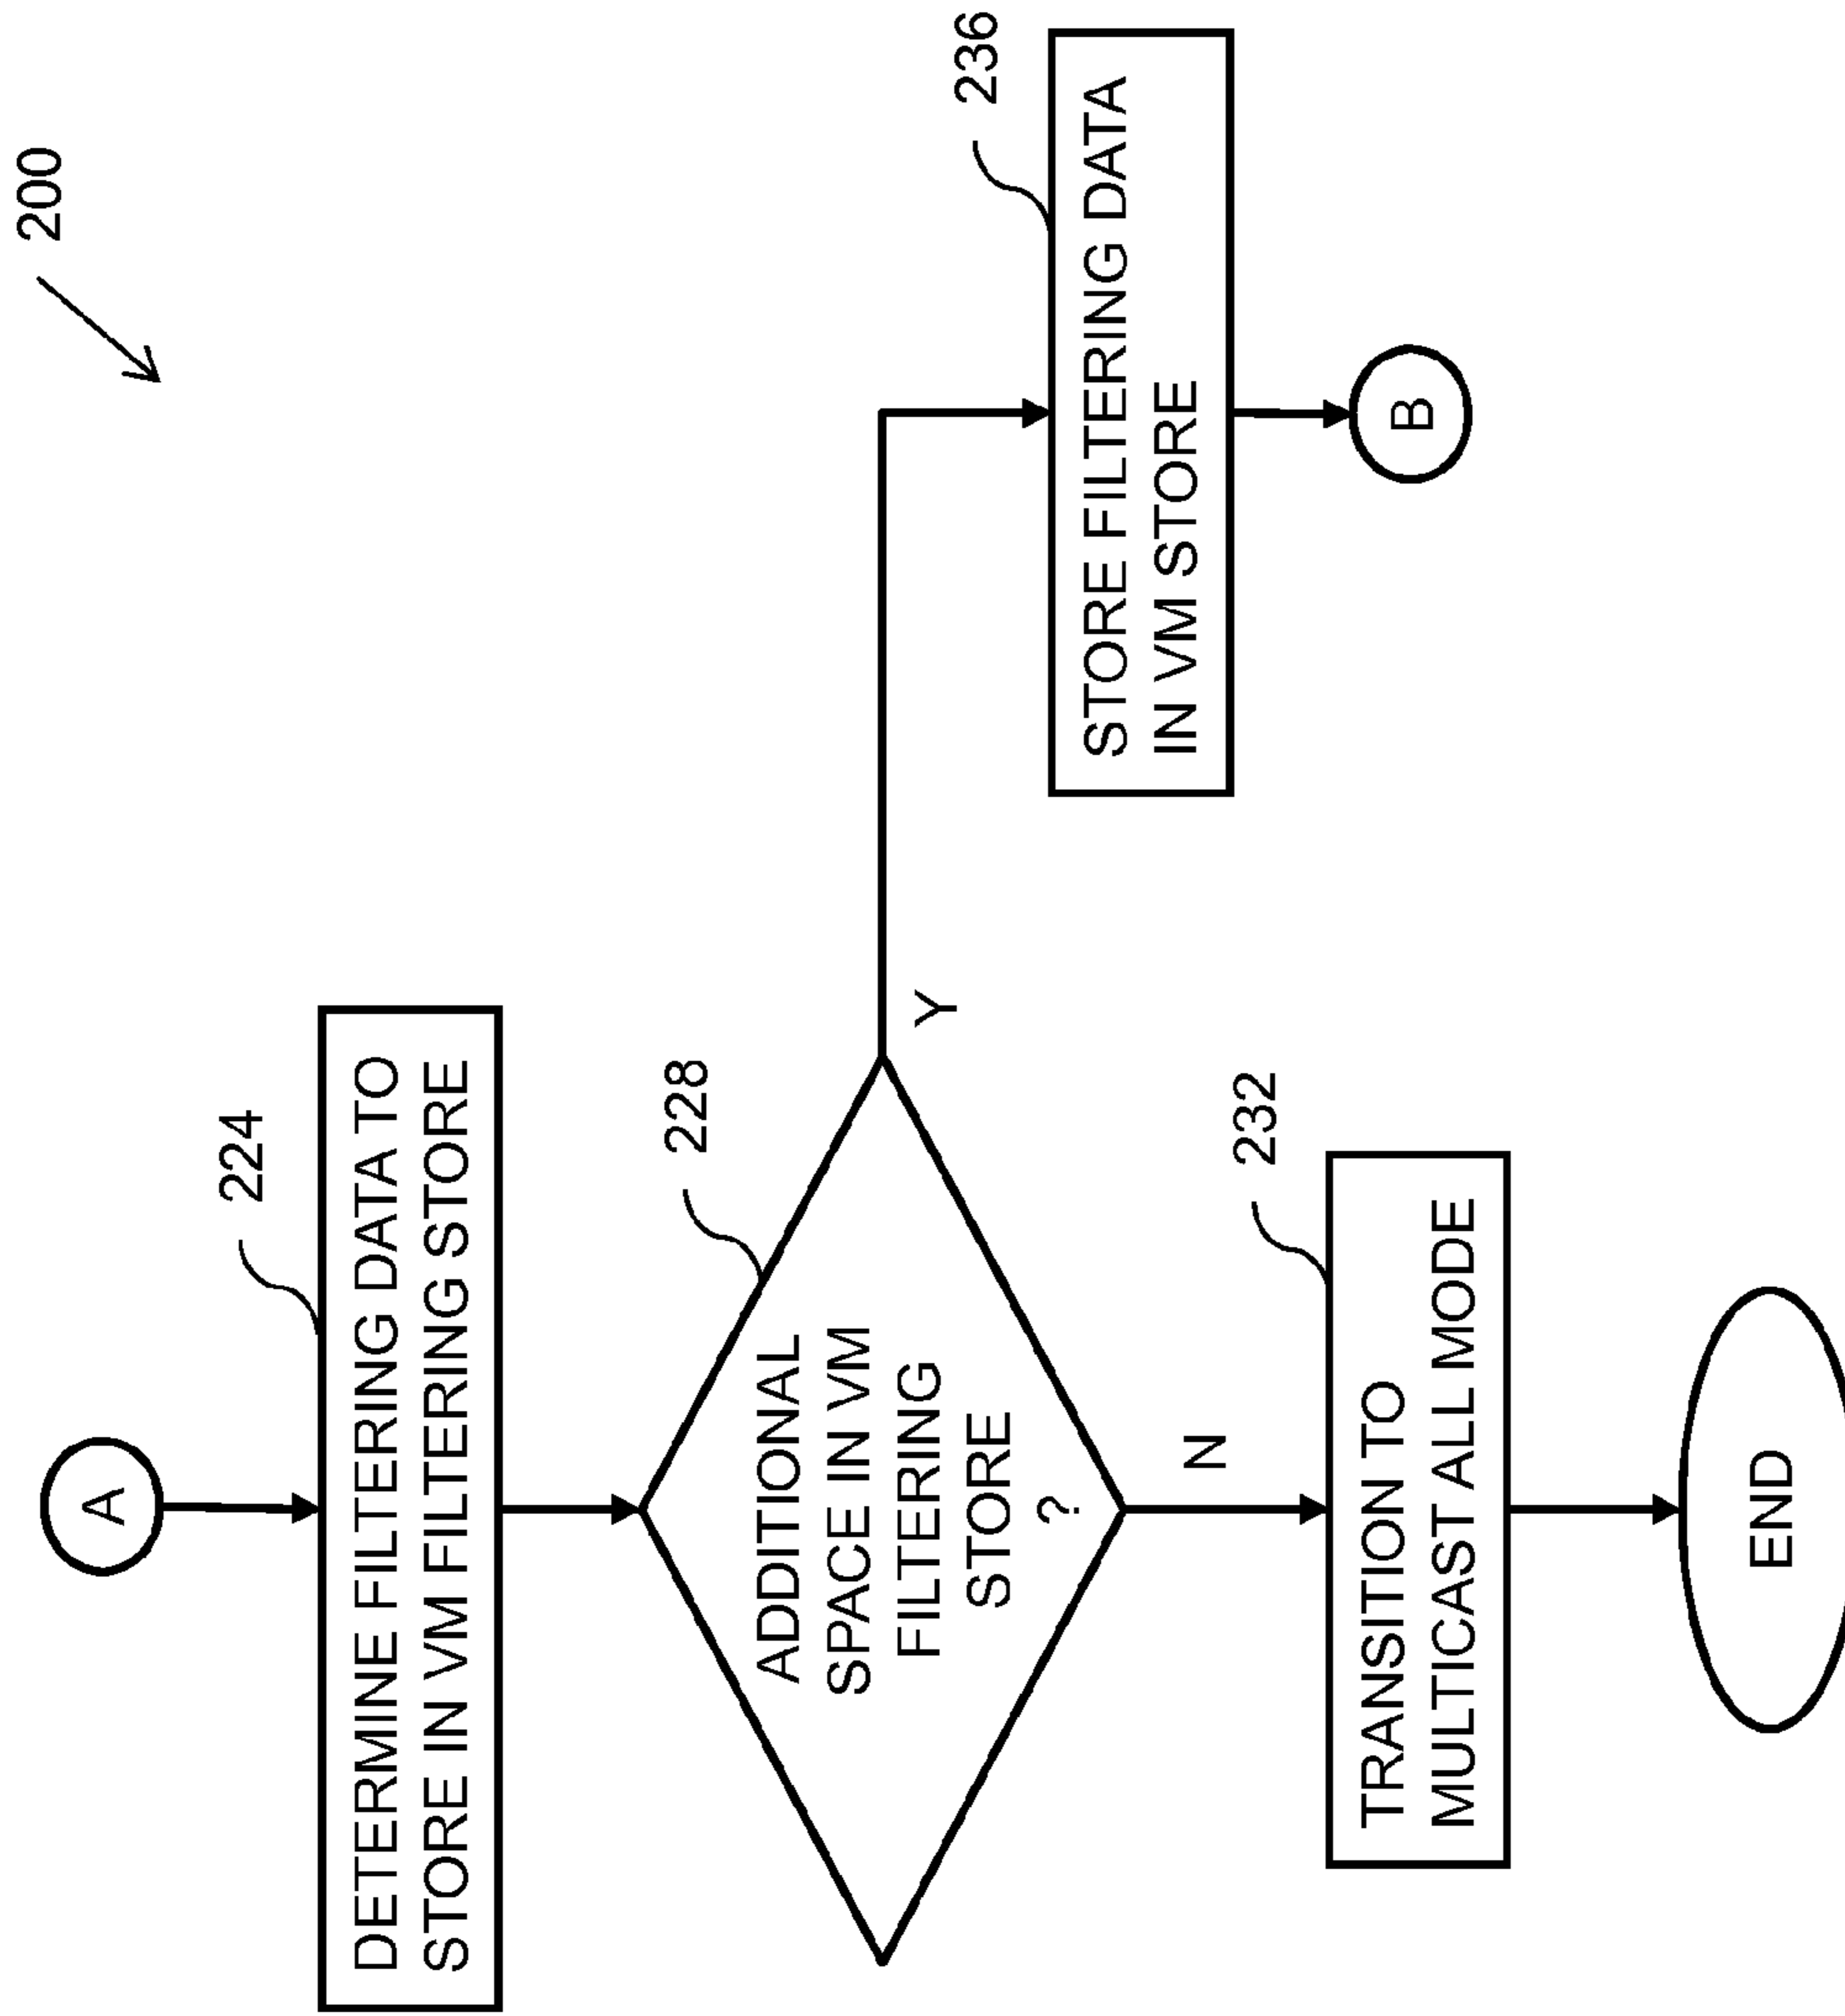 200
A
224
DETERMINE FILTERING DATA TO
STORE IN VM FILTERING STORE
228
ADDITIONAL
SPACE IN VM
FILTERING
STORE
?
Y
N
236
STORE FILTERING DATA
IN VM STORE
B
232
TRANSITION TO
MULTICAST ALL MODE
END